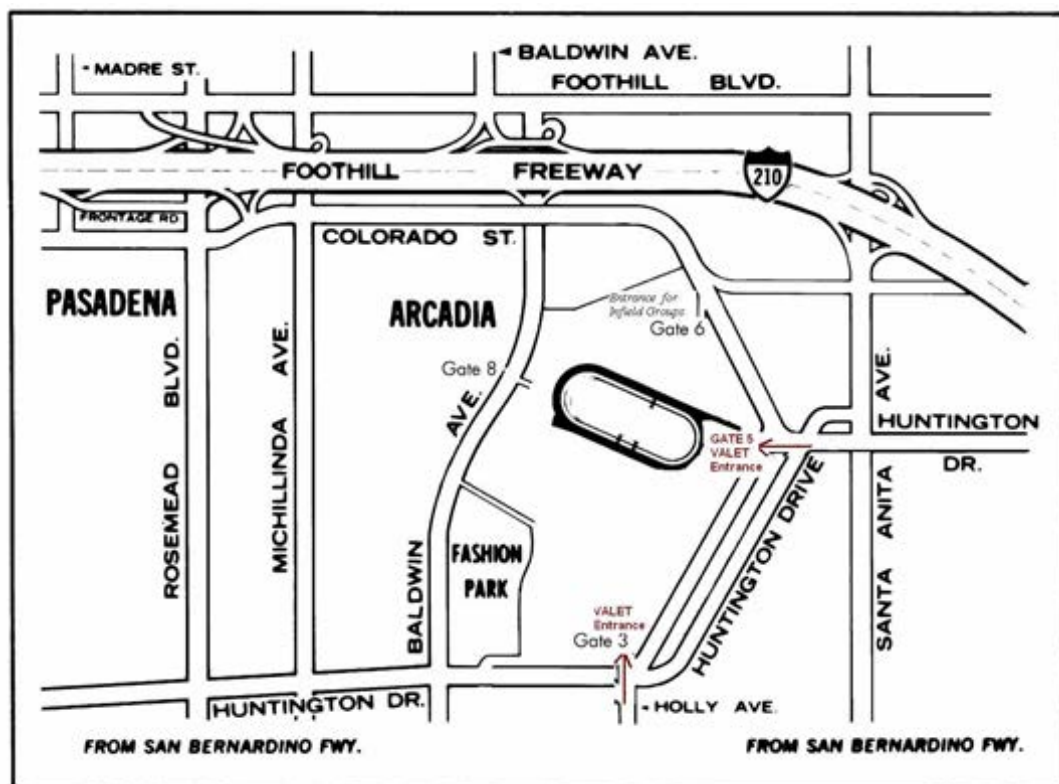 BALDWIN AVE.
MADRE ST.
FOOTHILL BLVD.
FOOTHILL FREEWAY
210
FRONTAGE RD
COLORADO ST.
PASADENA
ARCADIA
Entrance for
Infield Groups
Gate 6
Gate 8
ROSEMEAD BLVD.
MICHILLINDA AVE.
BALDWIN AVE.
GATE 5
VALET
Entrance
HUNTINGTON
DR.
HUNTINGTON DRIVE
SANTA ANITA AVE.
FASHION
PARK
VALET
Entrance
Gate 3
HUNTINGTON DR.
HOLLY AVE.
FROM SAN BERNARDINO FWY.
FROM SAN BERNARDINO FWY.